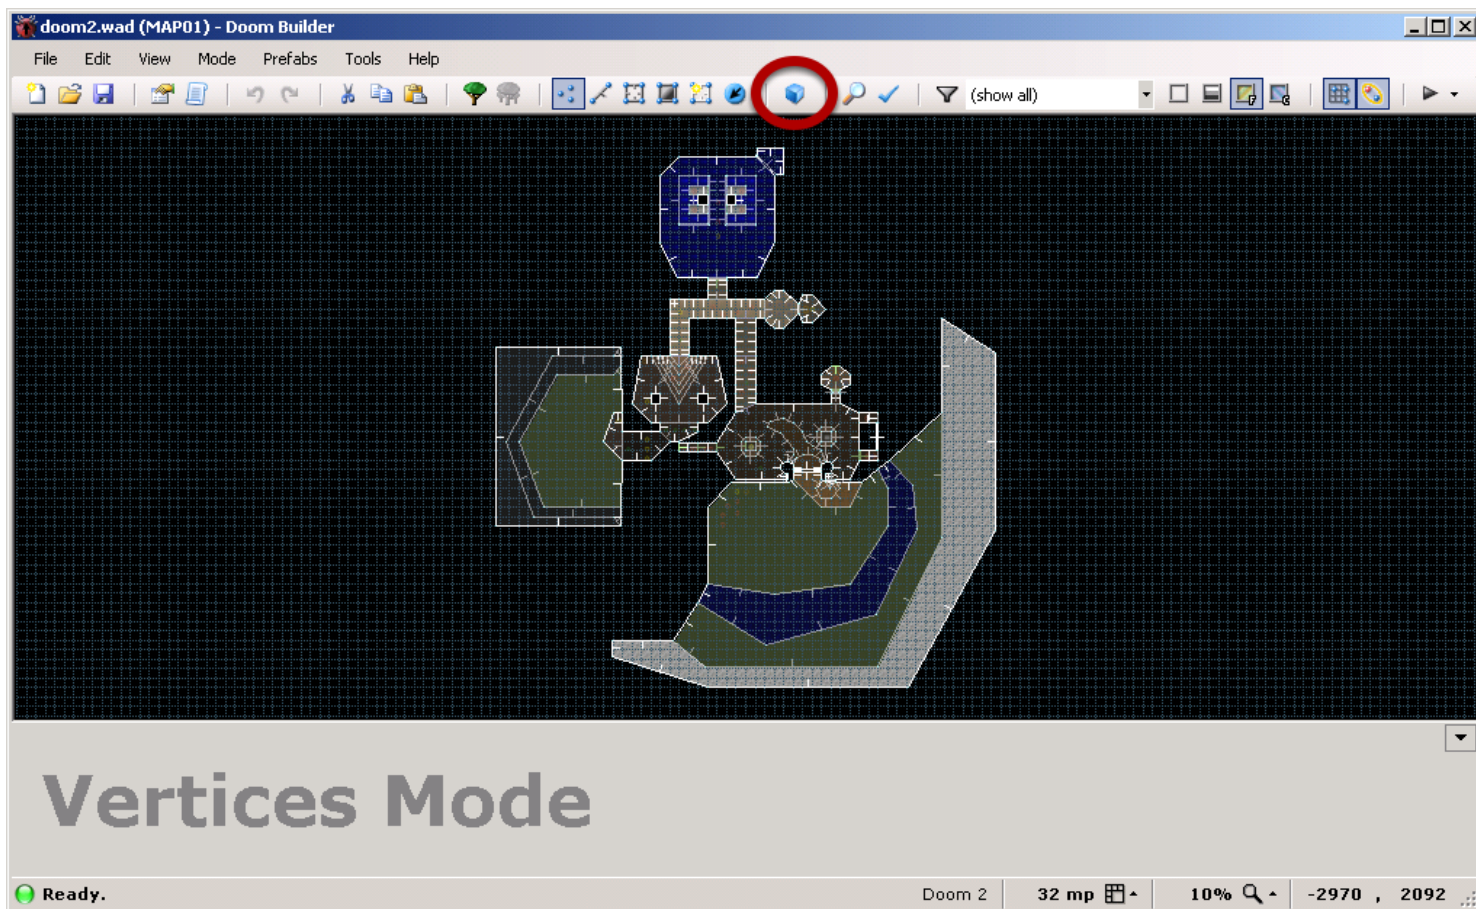 doom2.wad (MAP01) - Doom Builder
File Edit View Mode Prefabs Tools Help
(show all)
Vertices Mode
Ready.
Doom 2 32 mp 10% -2970 , 2092